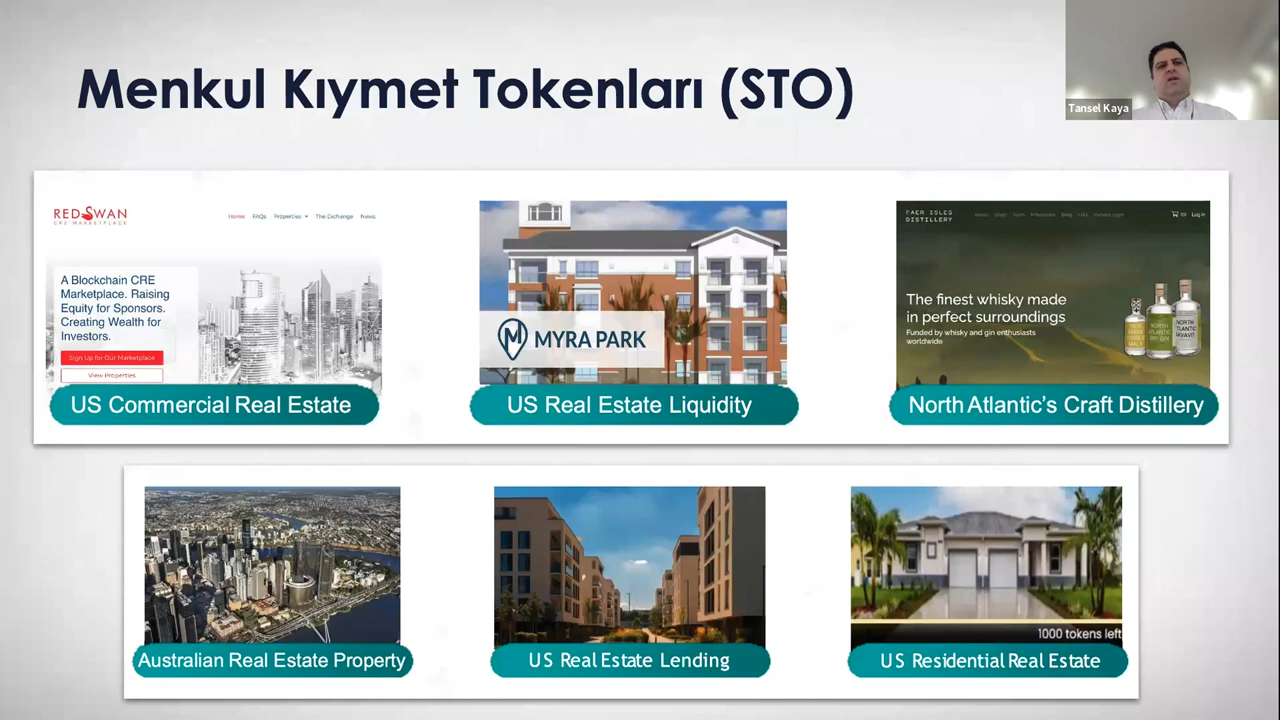 Menkul Kıymet Tokenları (STO)
Tansel Kaya
RED SWAN
CRE MARKETPLACE
Home FAQs Properties The Exchange News
A Blockchain CRE
Marketplace. Raising
Equity for Sponsors.
Creating Wealth for
Investors.
Sign Up for Our Marketplace
View Properties
US Commercial Real Estate
MYRA PARK
US Real Estate Liquidity
FAER ISLES
DISTILLERY
Log in
The finest whisky made
in perfect surroundings
Funded by whisky and gin enthusiasts
worldwide
NORTH
ATLANTIC
North Atlantic's Craft Distillery
Australian Real Estate Property
US Real Estate Lending
1000 tokens left
US Residential Real Estate